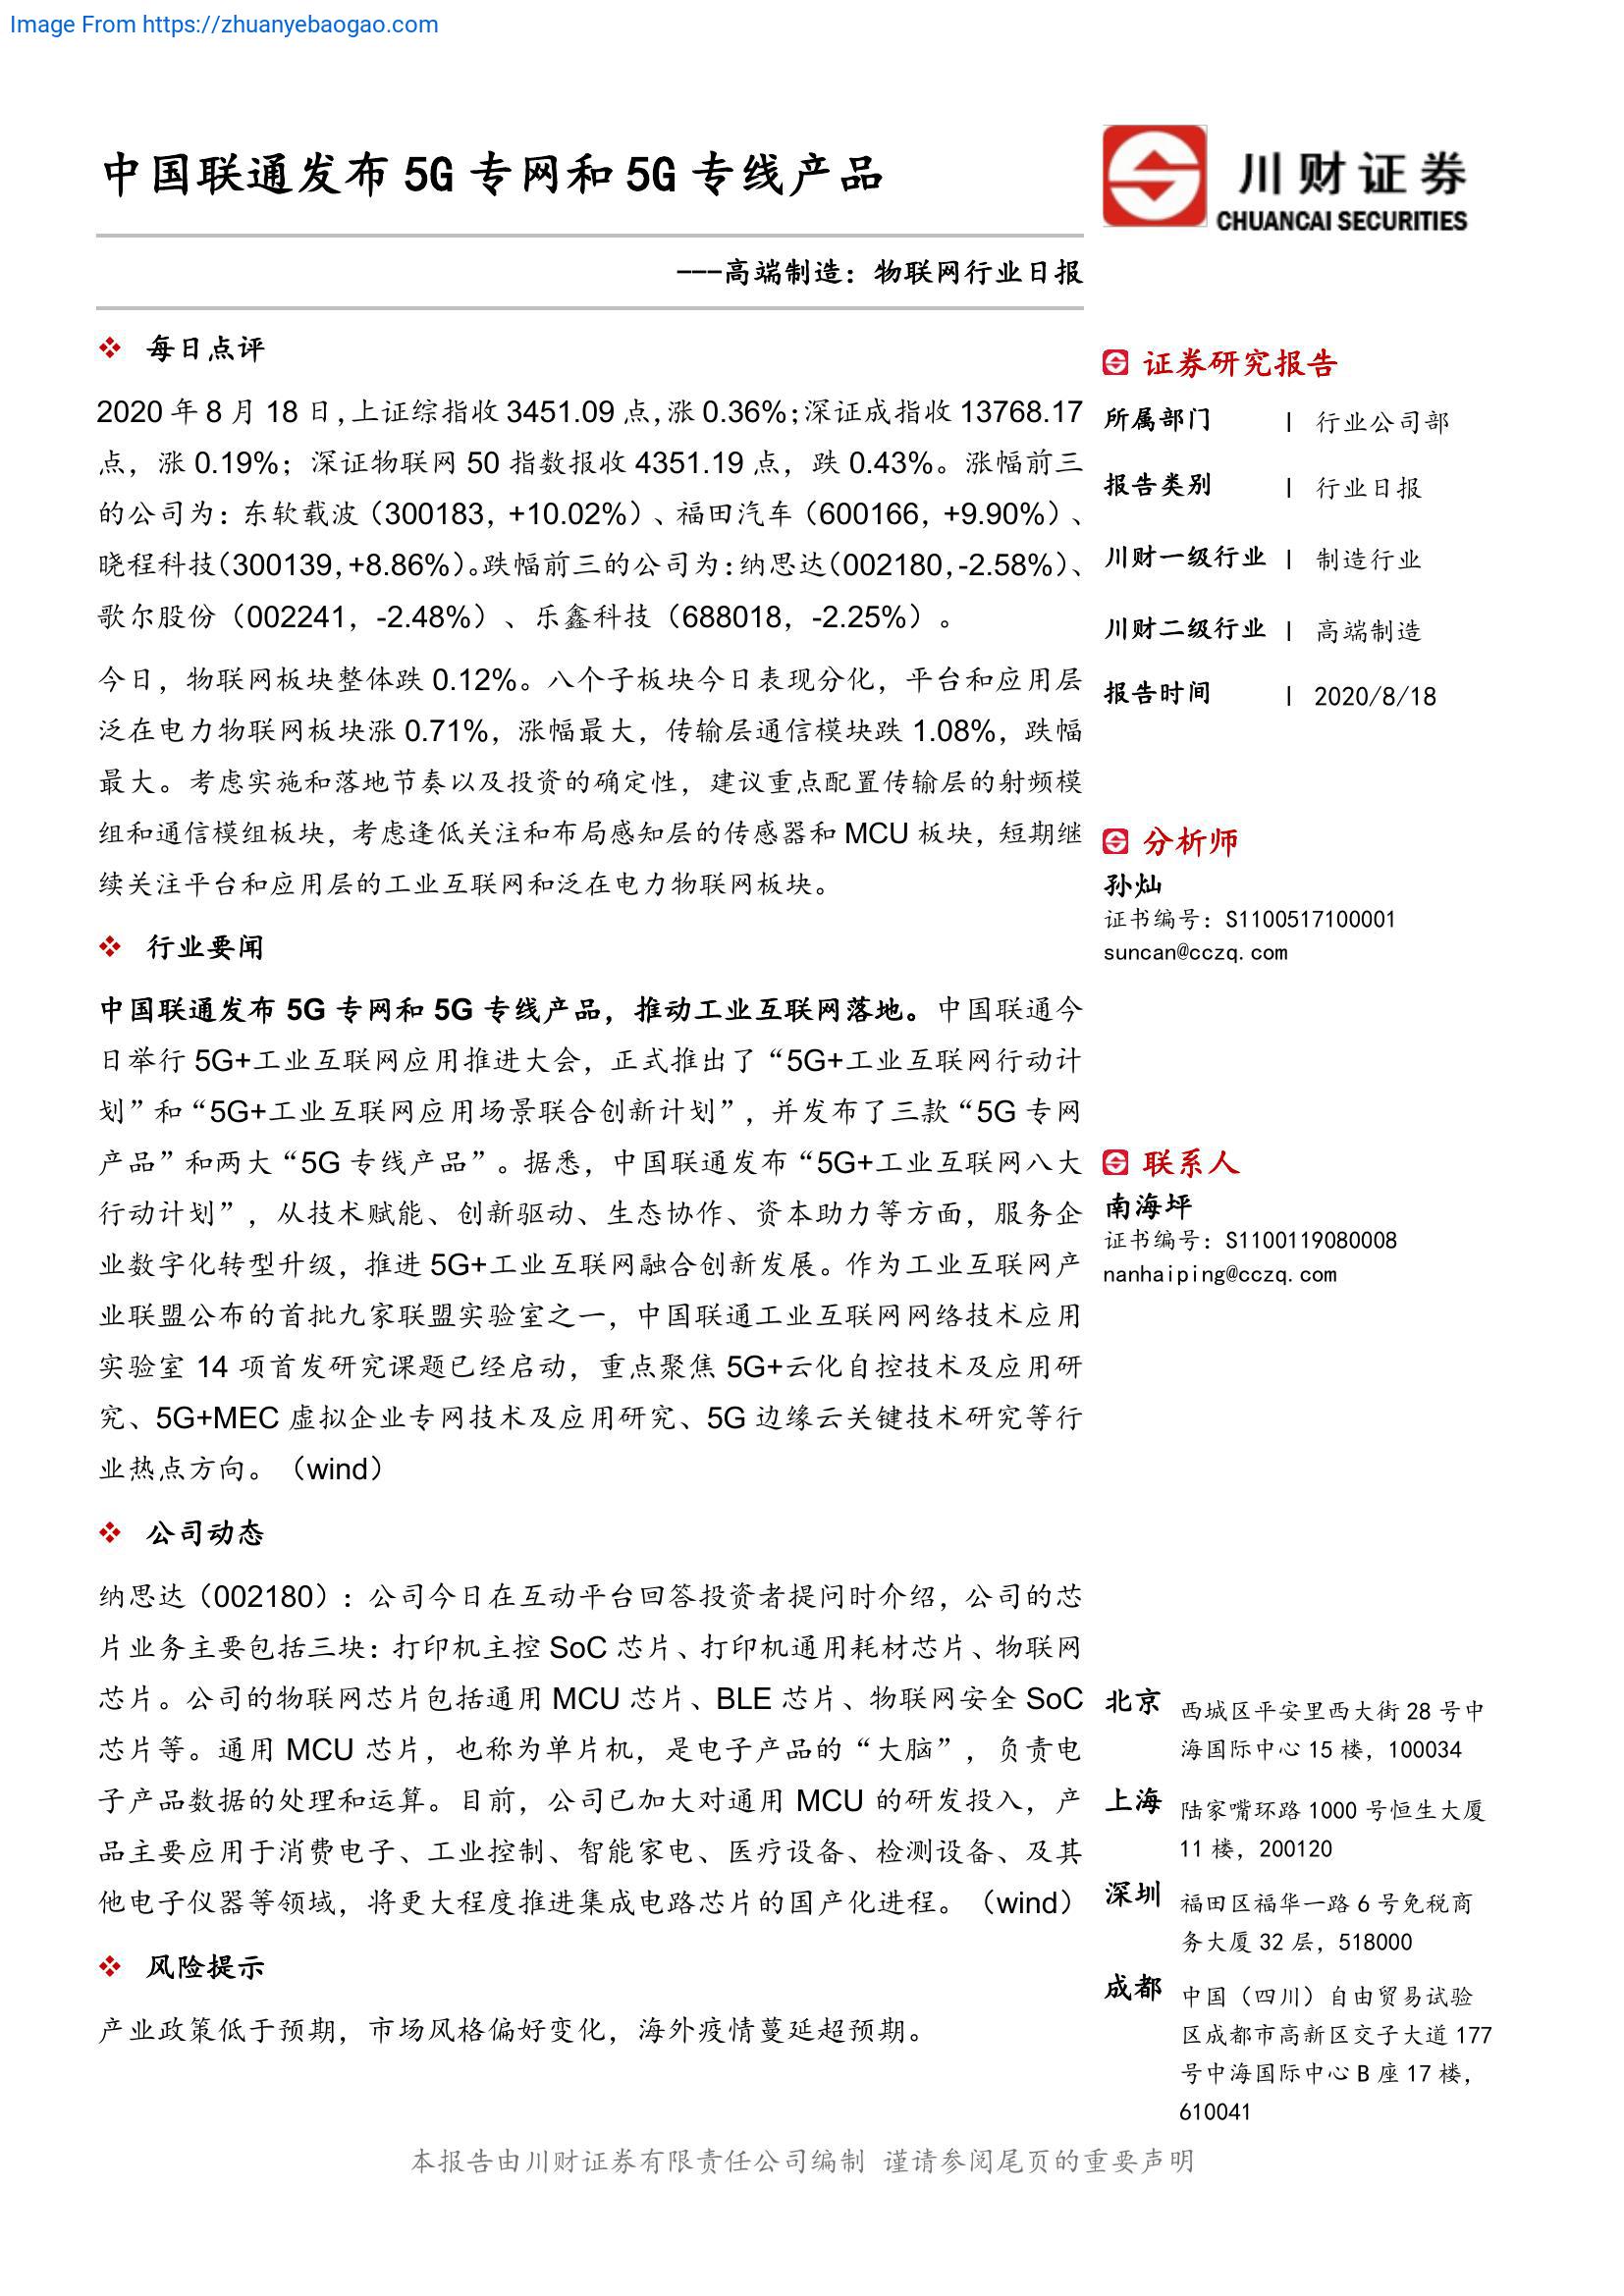 Image From https://zhuanyebaogao.com
中国联通发布 5G 专网和 5G 专线产品
川财证券
CHUANCAI SECURITIES
---高端制造：物联网行业日报
❖ 每日点评
2020 年 8 月 18 日，上证综指收 3451.09 点，涨 0.36%；深证成指收 13768.17
点，涨 0.19%；深证物联网 50 指数报收 4351.19 点，跌 0.43%。涨幅前三
的公司为：东软载波（300183，+10.02%）、福田汽车（600166，+9.90%）、
晓程科技（300139，+8.86%）。跌幅前三的公司为：纳思达（002180，-2.58%）、
歌尔股份（002241，-2.48%）、乐鑫科技（688018，-2.25%）。
今日，物联网板块整体跌 0.12%。八个子板块今日表现分化，平台和应用层
泛在电力物联网板块涨 0.71%，涨幅最大，传输层通信模块跌 1.08%，跌幅
最大。考虑实施和落地节奏以及投资的确定性，建议重点配置传输层的射频模
组和通信模组板块，考虑逢低关注和布局感知层的传感器和 MCU 板块，短期继
续关注平台和应用层的工业互联网和泛在电力物联网板块。
❖ 行业要闻
中国联通发布 5G 专网和 5G 专线产品，推动工业互联网落地。中国联通今
日举行 5G+工业互联网应用推进大会，正式推出了“5G+工业互联网行动计
划”和“5G+工业互联网应用场景联合创新计划”，并发布了三款“5G 专网
产品”和两大“5G 专线产品”。据悉，中国联通发布“5G+工业互联网八大
行动计划”，从技术赋能、创新驱动、生态协作、资本助力等方面，服务企
业数字化转型升级，推进 5G+工业互联网融合创新发展。作为工业互联网产
业联盟公布的首批九家联盟实验室之一，中国联通工业互联网网络技术应用
实验室 14 项首发研究课题已经启动，重点聚焦 5G+云化自控技术及应用研
究、5G+MEC 虚拟企业专网技术及应用研究、5G 边缘云关键技术研究等行
业热点方向。（wind）
❖ 公司动态
纳思达（002180）：公司今日在互动平台回答投资者提问时介绍，公司的芯
片业务主要包括三块：打印机主控 SoC 芯片、打印机通用耗材芯片、物联网
芯片。公司的物联网芯片包括通用 MCU 芯片、BLE 芯片、物联网安全 SoC
芯片等。通用 MCU 芯片，也称为单片机，是电子产品的“大脑”，负责电
子产品数据的处理和运算。目前，公司已加大对通用 MCU 的研发投入，产
品主要应用于消费电子、工业控制、智能家电、医疗设备、检测设备、及其
他电子仪器等领域，将更大程度推进集成电路芯片的国产化进程。（wind）
❖ 风险提示
产业政策低于预期，市场风格偏好变化，海外疫情蔓延超预期。
证券研究报告
所属部门 | 行业公司部
报告类别 | 行业日报
川财一级行业 | 制造行业
川财二级行业 | 高端制造
报告时间 | 2020/8/18
分析师
孙灿
证书编号：S1100517100001
suncan@cczq.com
联系人
南海坪
证书编号：S1100119080008
nanhaiping@cczq.com
北京 西城区平安里西大街 28 号中
海国际中心 15 楼，100034
上海 陆家嘴环路 1000 号恒生大厦
11 楼，200120
深圳 福田区福华一路 6 号免税商
务大厦 32 层，518000
成都 中国（四川）自由贸易试验
区成都市高新区交子大道 177
号中海国际中心 B 座 17 楼，
610041
本报告由川财证券有限责任公司编制 谨请参阅尾页的重要声明